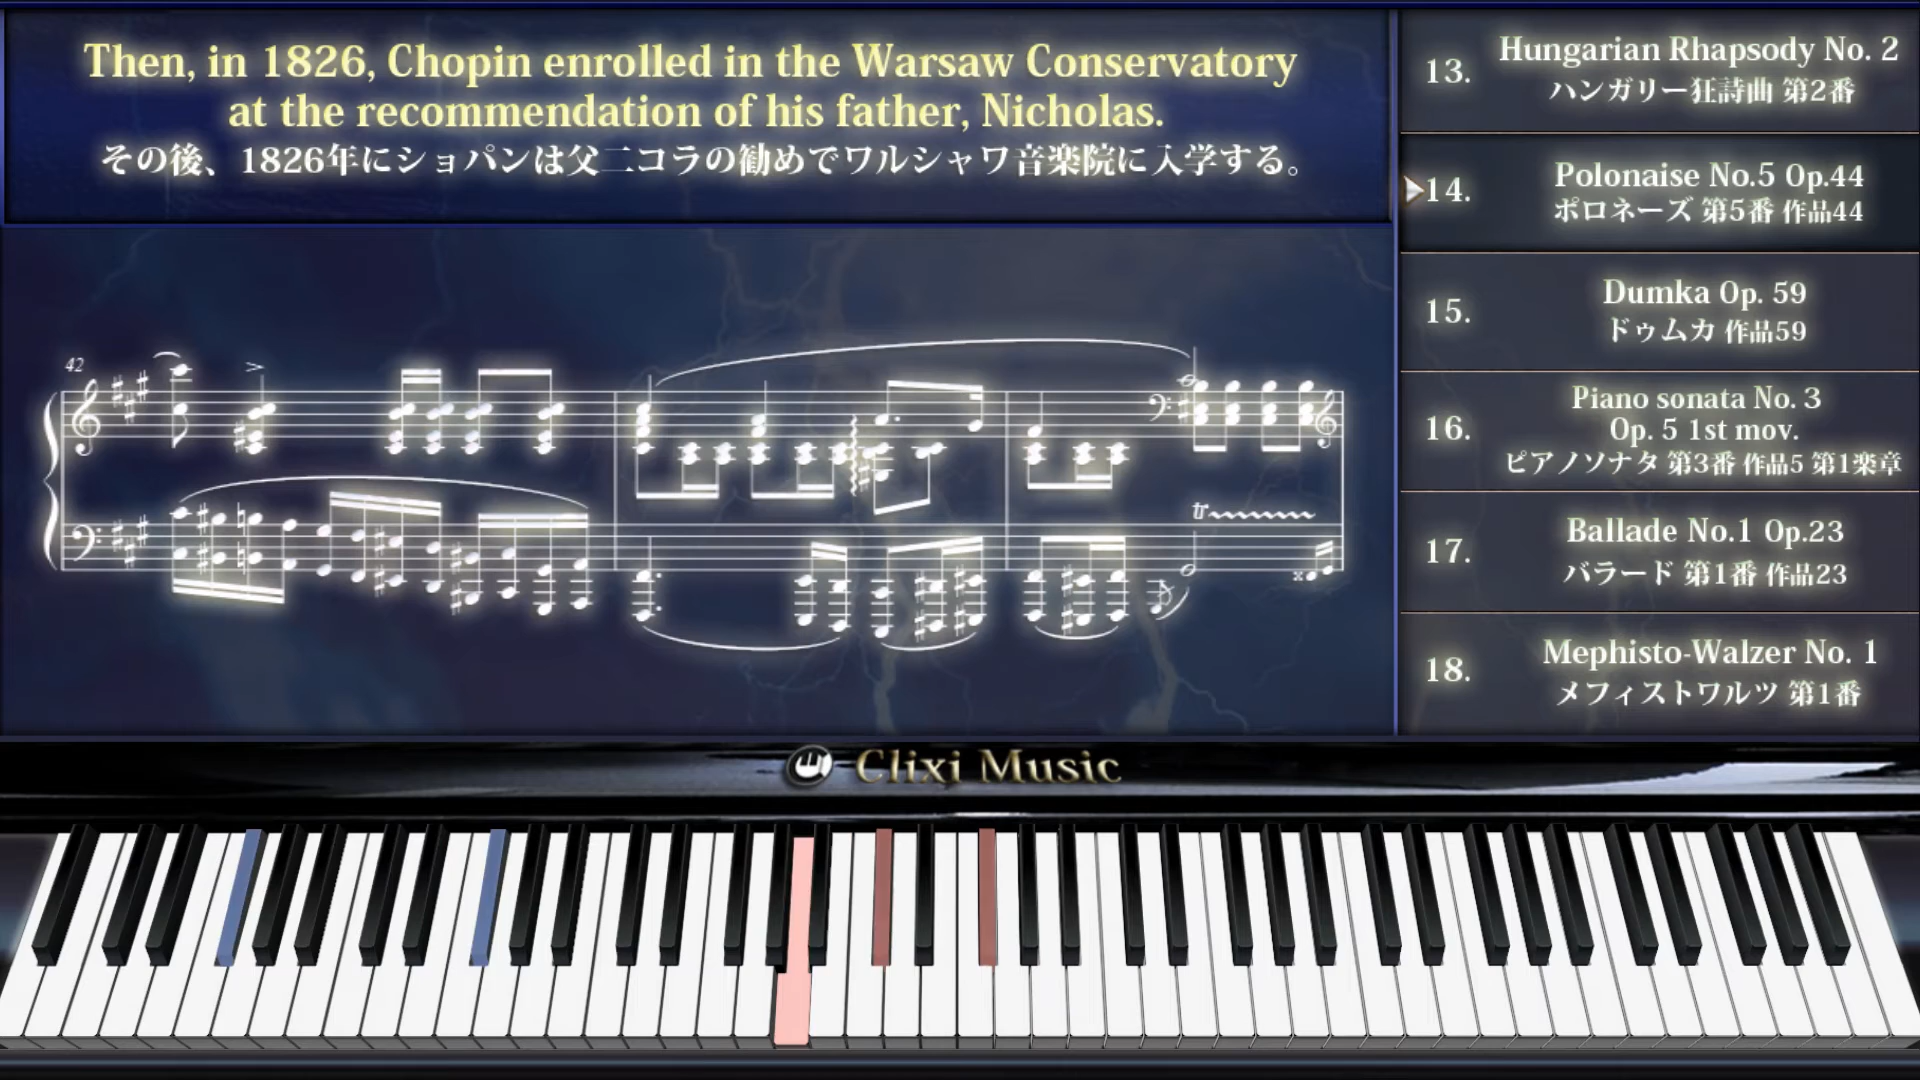 Then, in 1826, Chopin enrolled in the Warsaw Conservatory
at the recommendation of his father, Nicholas.
その後、1826年にショパンは父ニコラの勧めでワルシャワ音楽院に入学する。
13.
Hungarian Rhapsody No. 2
ハンガリー狂詩曲 第2番
14.
Polonaise No.5 Op.44
ポロネーズ 第5番 作品44
15.
Dumka Op. 59
ドゥムカ 作品59
16.
Piano sonata No. 3
Op. 5 1st mov.
ピアノソナタ 第3番 作品5 第1楽章
17.
Ballade No.1 Op.23
バラード 第1番 作品23
18.
Mephisto-Walzer No. 1
メフィストワルツ 第1番
42
tr
Clixi Music